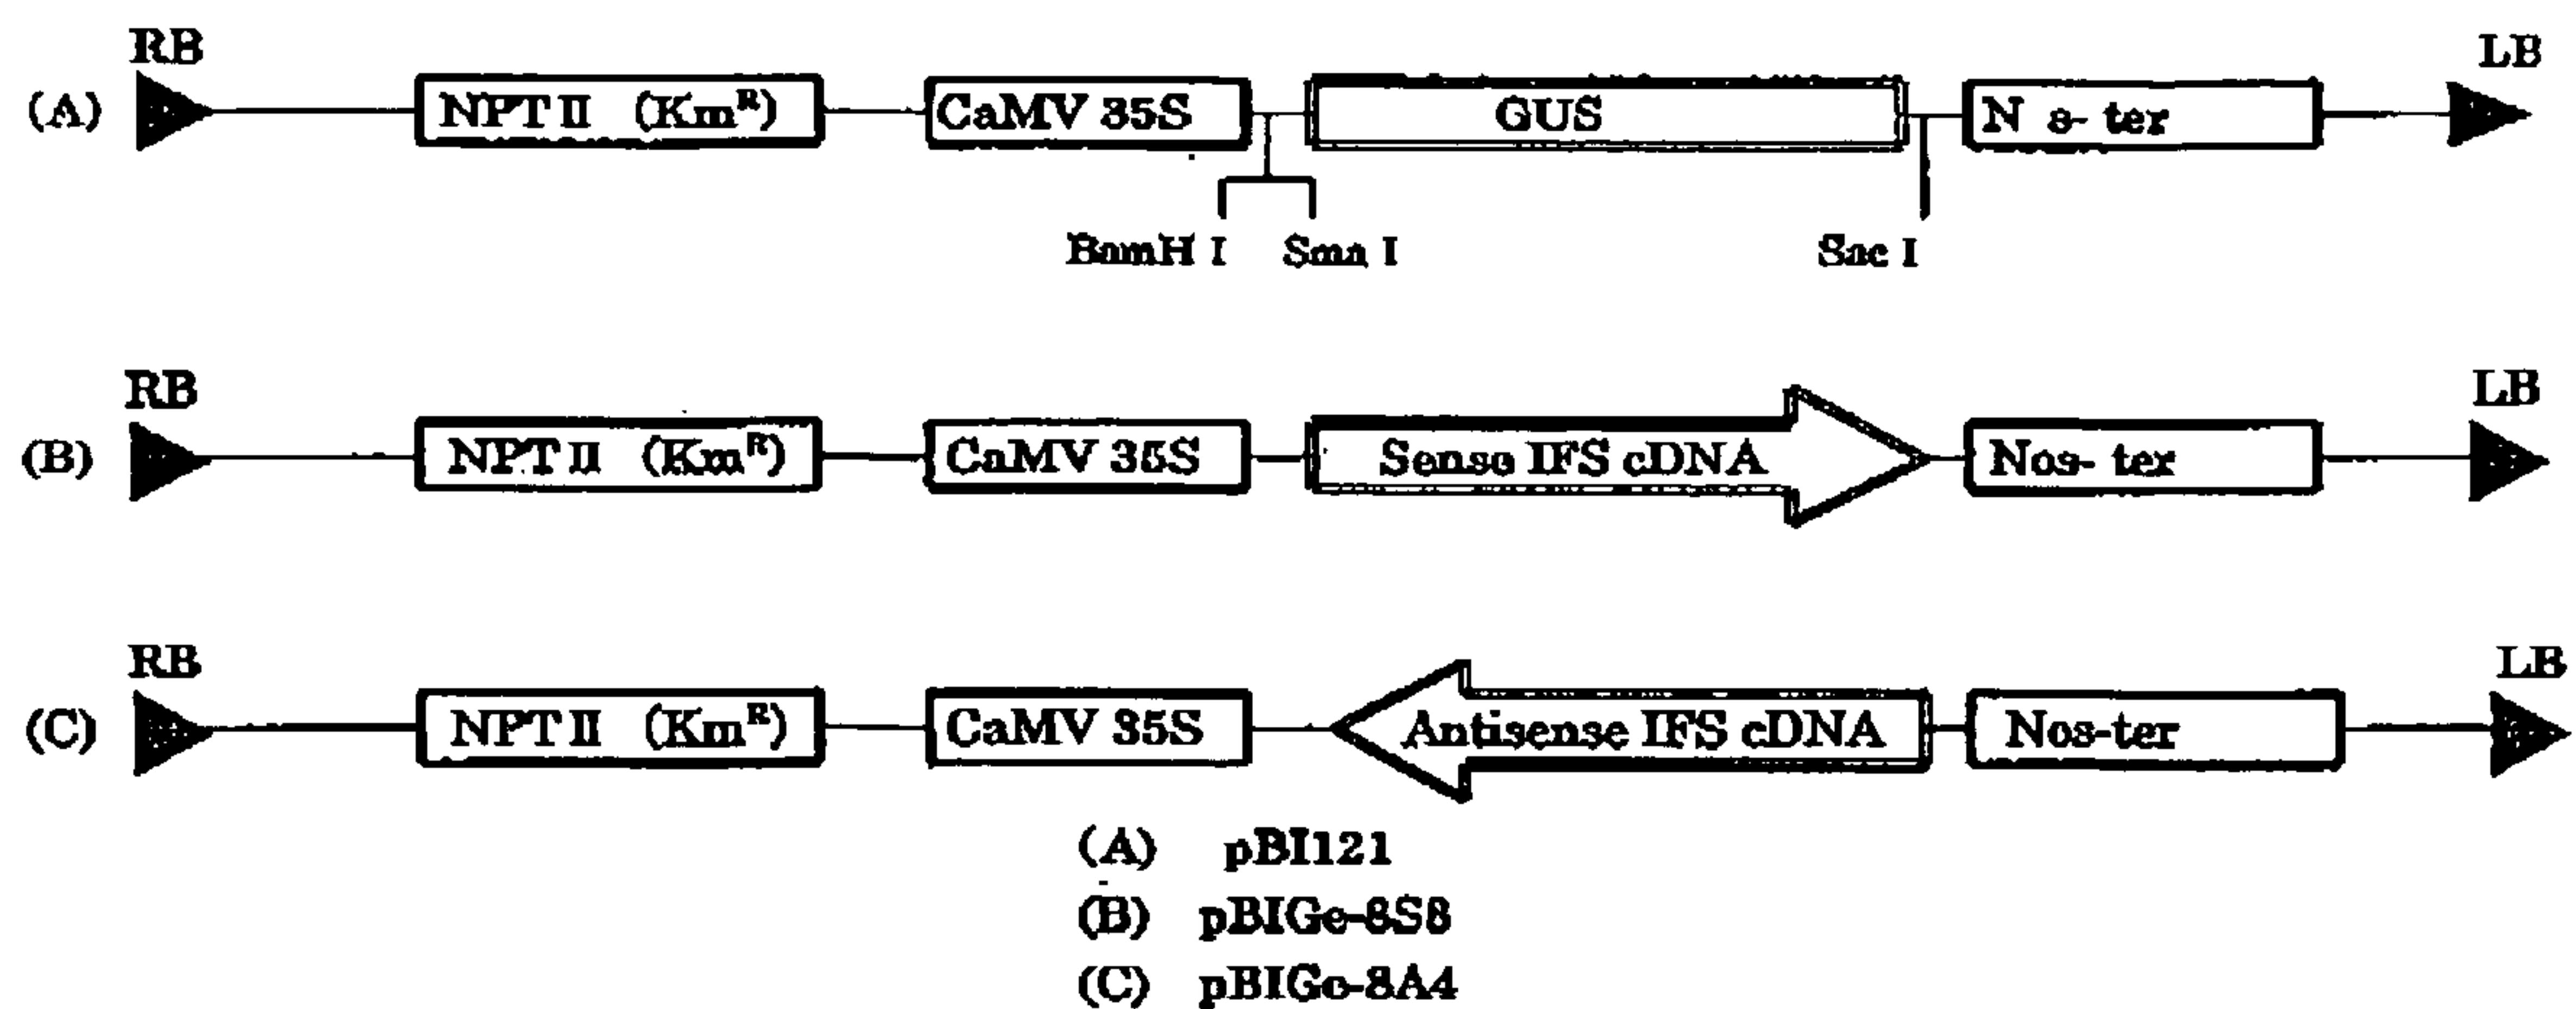 RB LB
(A) NPT II (Km^R) CaMV 35S GUS N s- ter
BamH I Sma I Sac I
RB LB
(B) NPT II (Km^R) CaMV 35S Sense IFS cDNA Nos- ter
RB LB
(C) NPT II (Km^R) CaMV 35S Antisense IFS cDNA Nos-ter
(A) pBI121
(B) pBIGe-8S8
(C) pBIGe-8A4